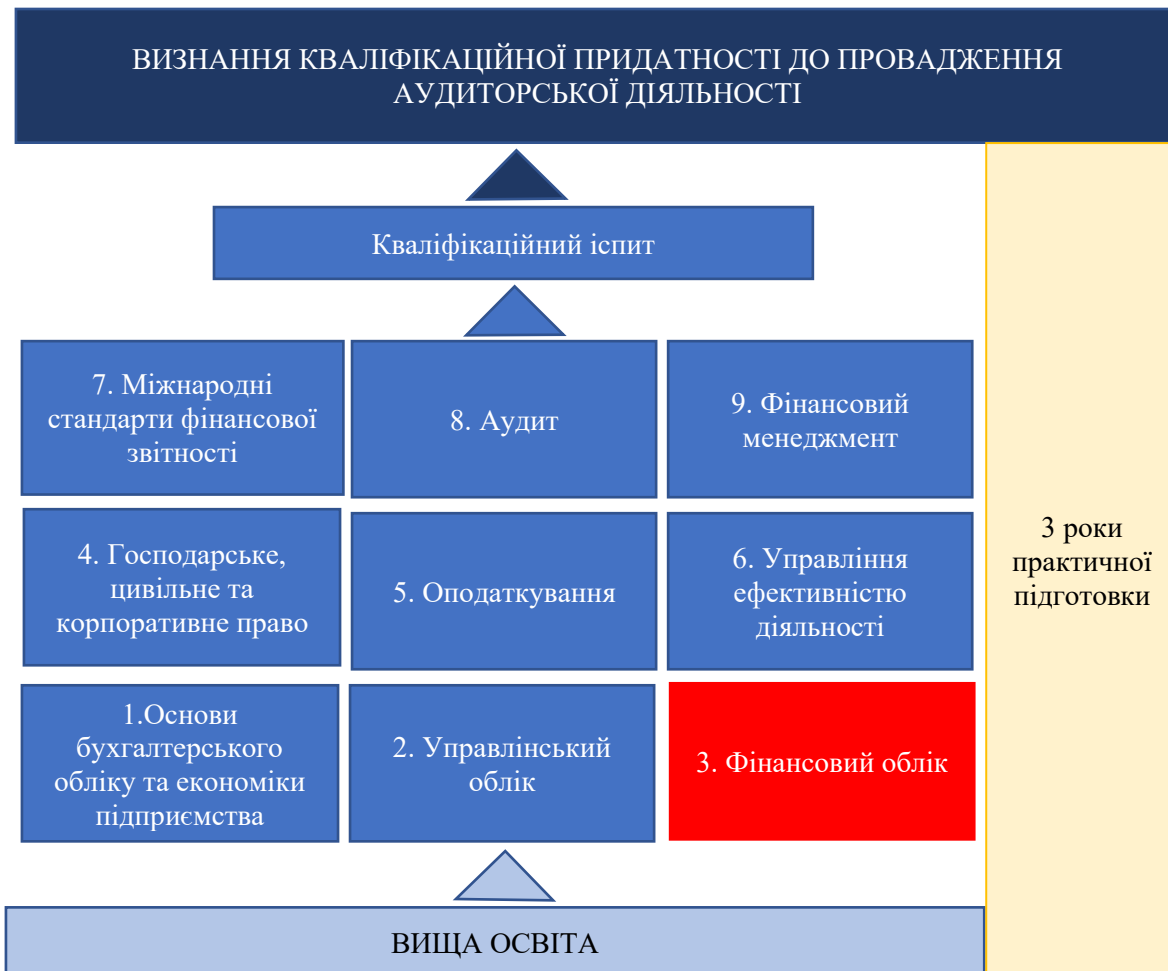 ВИЗНАННЯ КВАЛІФІКАЦІЙНОЇ ПРИДАТНОСТІ ДО ПРОВАДЖЕННЯ
АУДИТОРСЬКОЇ ДІЯЛЬНОСТІ
Кваліфікаційний іспит
7. Міжнародні
стандарти фінансової
звітності
8. Аудит
9. Фінансовий
менеджмент
4. Господарське,
цивільне та
корпоративне право
5. Оподаткування
6. Управління
ефективністю
діяльності
1.Основи
бухгалтерського
обліку та економіки
підприємства
2. Управлінський
облік
3. Фінансовий облік
3 роки
практичної
підготовки
ВИЩА ОСВІТА